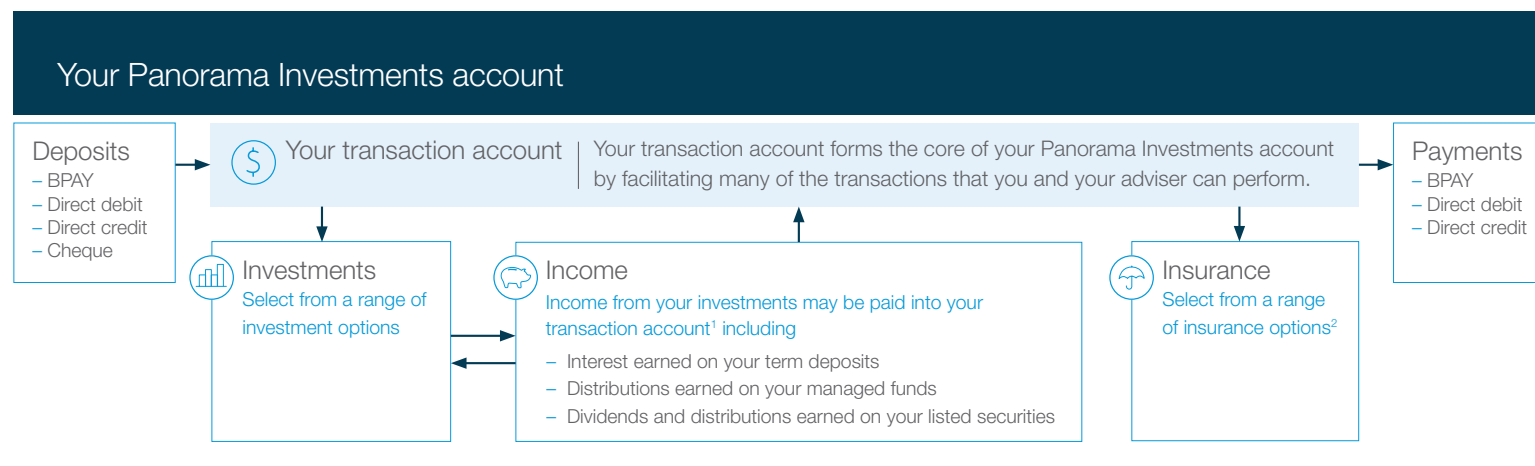 Your Panorama Investments account
Deposits
– BPAY
– Direct debit
– Direct credit
– Cheque
$
Your transaction account
Your transaction account forms the core of your Panorama Investments account
by facilitating many of the transactions that you and your adviser can perform.
Payments
– BPAY
– Direct debit
– Direct credit
Investments
Select from a range of
investment options
Income
Income from your investments may be paid into your
transaction account¹ including
– Interest earned on your term deposits
– Distributions earned on your managed funds
– Dividends and distributions earned on your listed securities
Insurance
Select from a range
of insurance options²